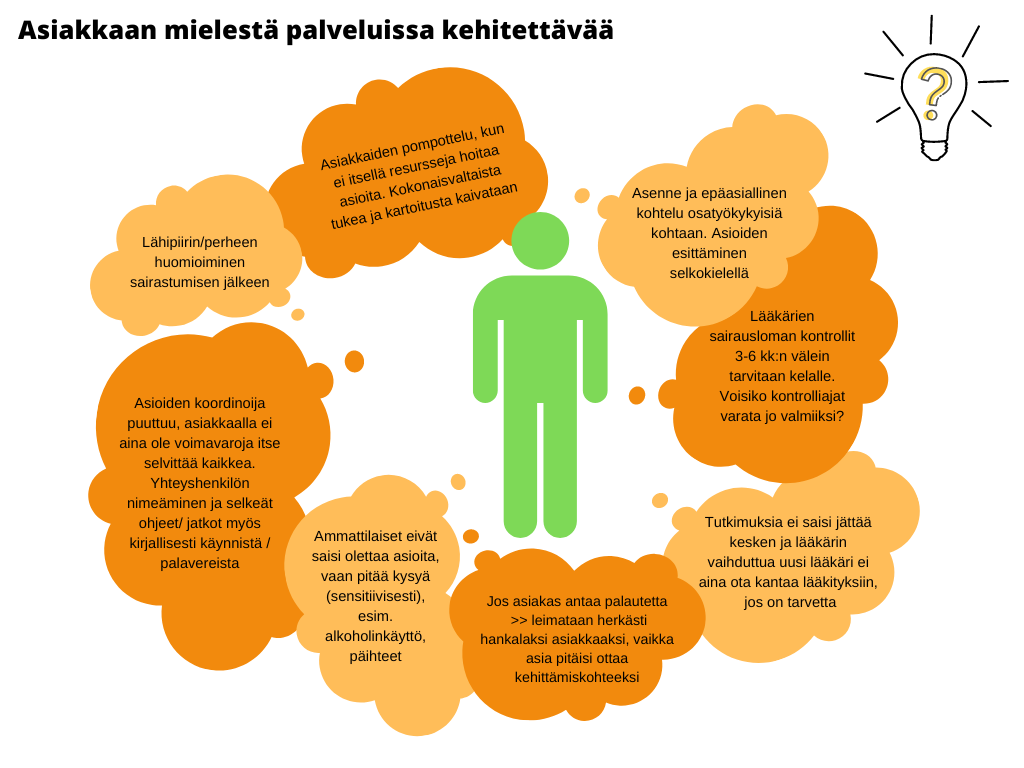 Asiakkaan mielestä palveluissa kehitettävää
?
Asiakkaiden pompottelu, kun
ei itsellä resursseja hoitaa
asioita. Kokonaisvaltaista
tukea ja kartoitusta kaivataan
Asenne ja epäasiallinen
kohtelu osatyökykyisiä
kohtaan. Asioiden
esittäminen
selkokielellä
Lähipiirin/perheen
huomioiminen
sairastumisen jälkeen
Lääkärien
sairausloman kontrollit
3-6 kk:n välein
tarvitaan kelalle.
Voisiko kontrolliajat
varata jo valmiiksi?
Asioiden koordinoija
puuttuu, asiakkaalla ei
aina ole voimavaroja itse
selvittää kaikkea.
Yhteyshenkilön
nimeäminen ja selkeät
ohjeet/ jatkot myös
kirjallisesti käynnistä /
palavereista
Ammattilaiset eivät
saisi olettaa asioita,
vaan pitää kysyä
(sensitiivisesti),
esim.
alkoholinkäyttö,
päihteet
Jos asiakas antaa palautetta
>> leimataan herkästi
hankalaksi asiakkaaksi, vaikka
asia pitäisi ottaa
kehittämiskohteeksi
Tutkimuksia ei saisi jättää
kesken ja lääkärin
vaihduttua uusi lääkäri ei
aina ota kantaa lääkityksiin,
jos on tarvetta